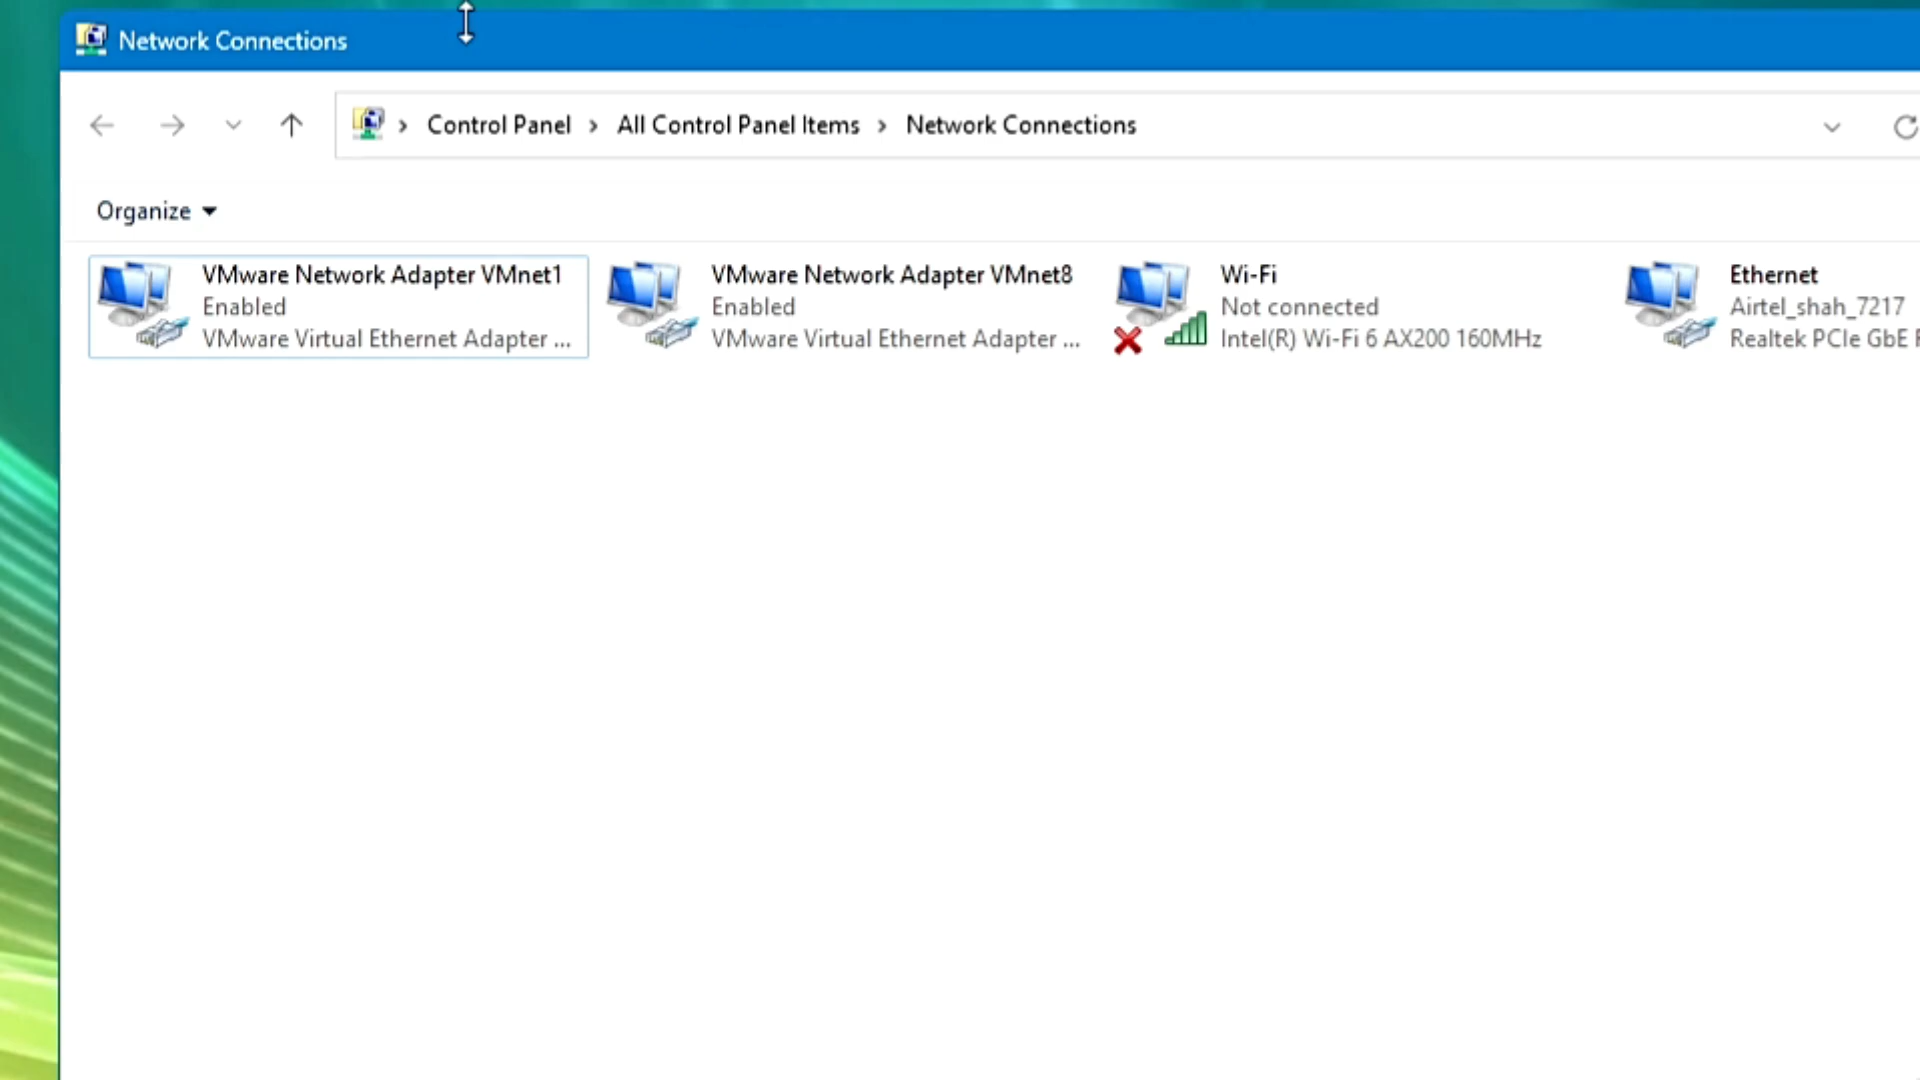 Network Connections
Control Panel > All Control Panel Items > Network Connections
Organize
VMware Network Adapter VMnet1
Enabled
VMware Virtual Ethernet Adapter ...
VMware Network Adapter VMnet8
Enabled
VMware Virtual Ethernet Adapter ...
Wi-Fi
Not connected
Intel(R) Wi-Fi 6 AX200 160MHz
Ethernet
Airtel_shah_7217
Realtek PCIe GbE